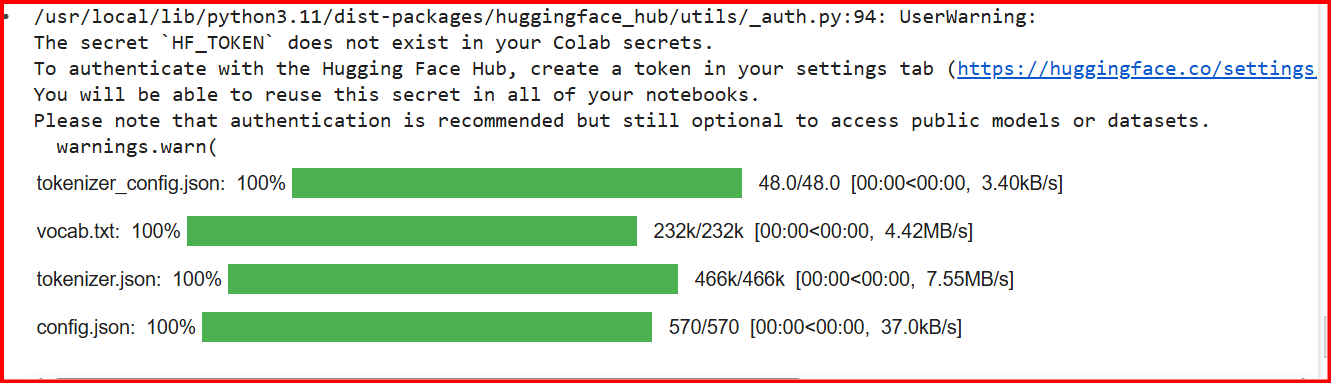 /usr/local/lib/python3.11/dist-packages/huggingface_hub/utils/_auth.py:94: UserWarning:
The secret `HF_TOKEN` does not exist in your Colab secrets.
To authenticate with the Hugging Face Hub, create a token in your settings tab (https://huggingface.co/settings
You will be able to reuse this secret in all of your notebooks.
Please note that authentication is recommended but still optional to access public models or datasets.
  warnings.warn(
tokenizer_config.json: 100% 48.0/48.0 [00:00<00:00, 3.40kB/s]
vocab.txt: 100% 232k/232k [00:00<00:00, 4.42MB/s]
tokenizer.json: 100% 466k/466k [00:00<00:00, 7.55MB/s]
config.json: 100% 570/570 [00:00<00:00, 37.0kB/s]